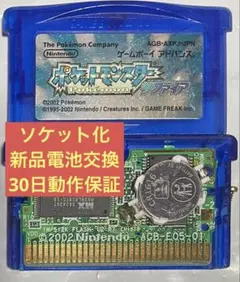 The Pokémon Company
AGB-AXPJ-JPN
Nintendo
ゲームボーイ アドバンス
ポケットモンスター
サファイア
©2002 Pokémon
©1995-2002 Nintendo / Creatures inc. / GAME FREAK inc.
ソケット化
新品電池交換
30日動作保証
©2002 Nintendo
AGB-E05-01